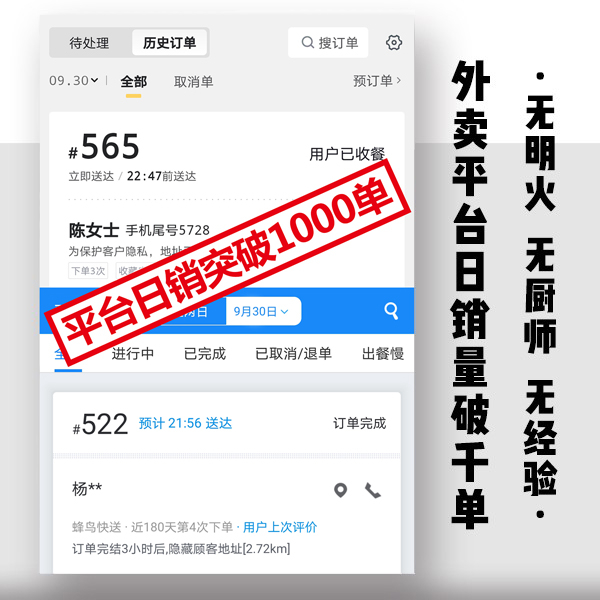 待处理
历史订单
搜订单
09.30
全部
取消单
预订单
#565
用户已收餐
立即送达 / 22:47前送达
陈女士 手机尾号5728
为保护客户隐私,地址
下单3次
收藏
平台日销突破1000单
9月30日
进行中
已完成
已取消/退单
出餐慢
#522
预计 21:56 送达
订单完成
杨**
蜂鸟快送 · 近180天第4次下单 · 用户上次评价
订单完结3小时后,隐藏顾客地址[2.72km]
外卖平台日销量破千单
· 无明火 无厨师 无经验 ·